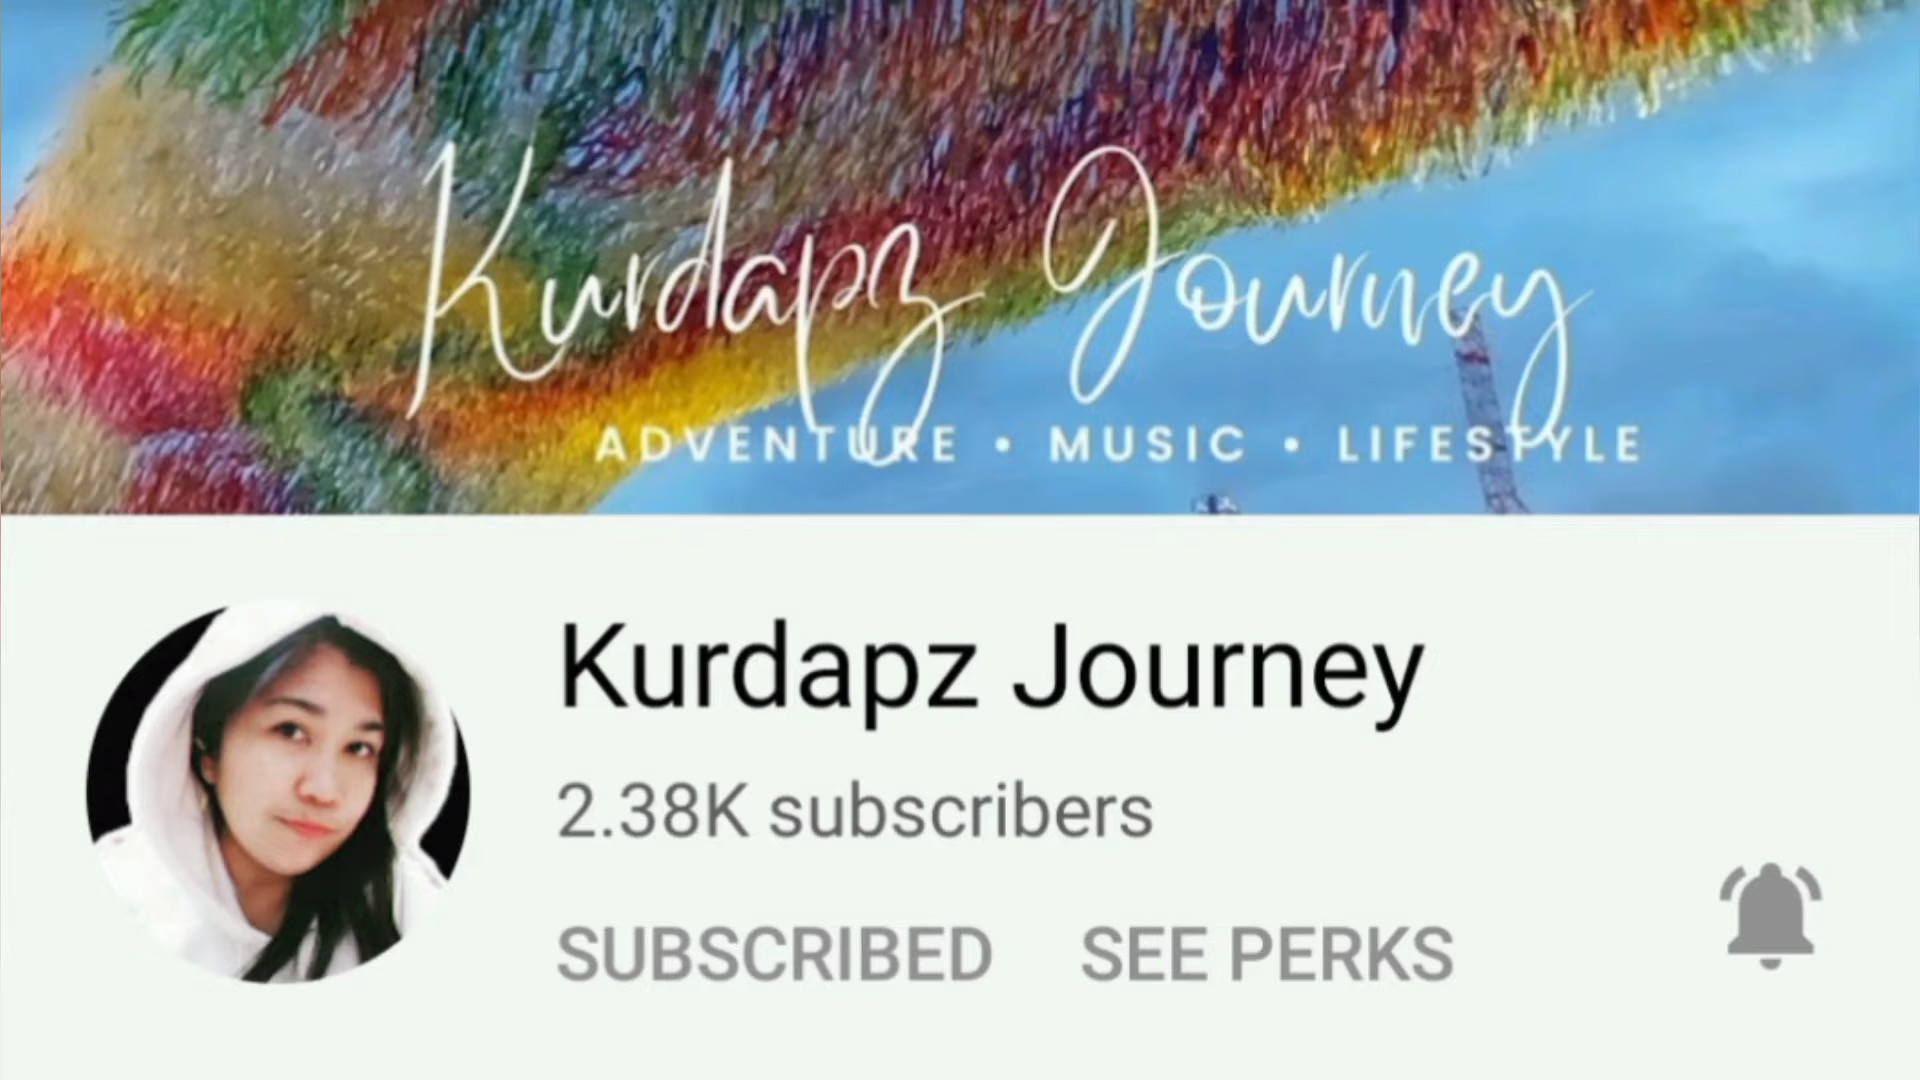 Kurdapz Journey
ADVENTURE • MUSIC • LIFESTYLE
Kurdapz Journey
2.38K subscribers
SUBSCRIBED SEE PERKS